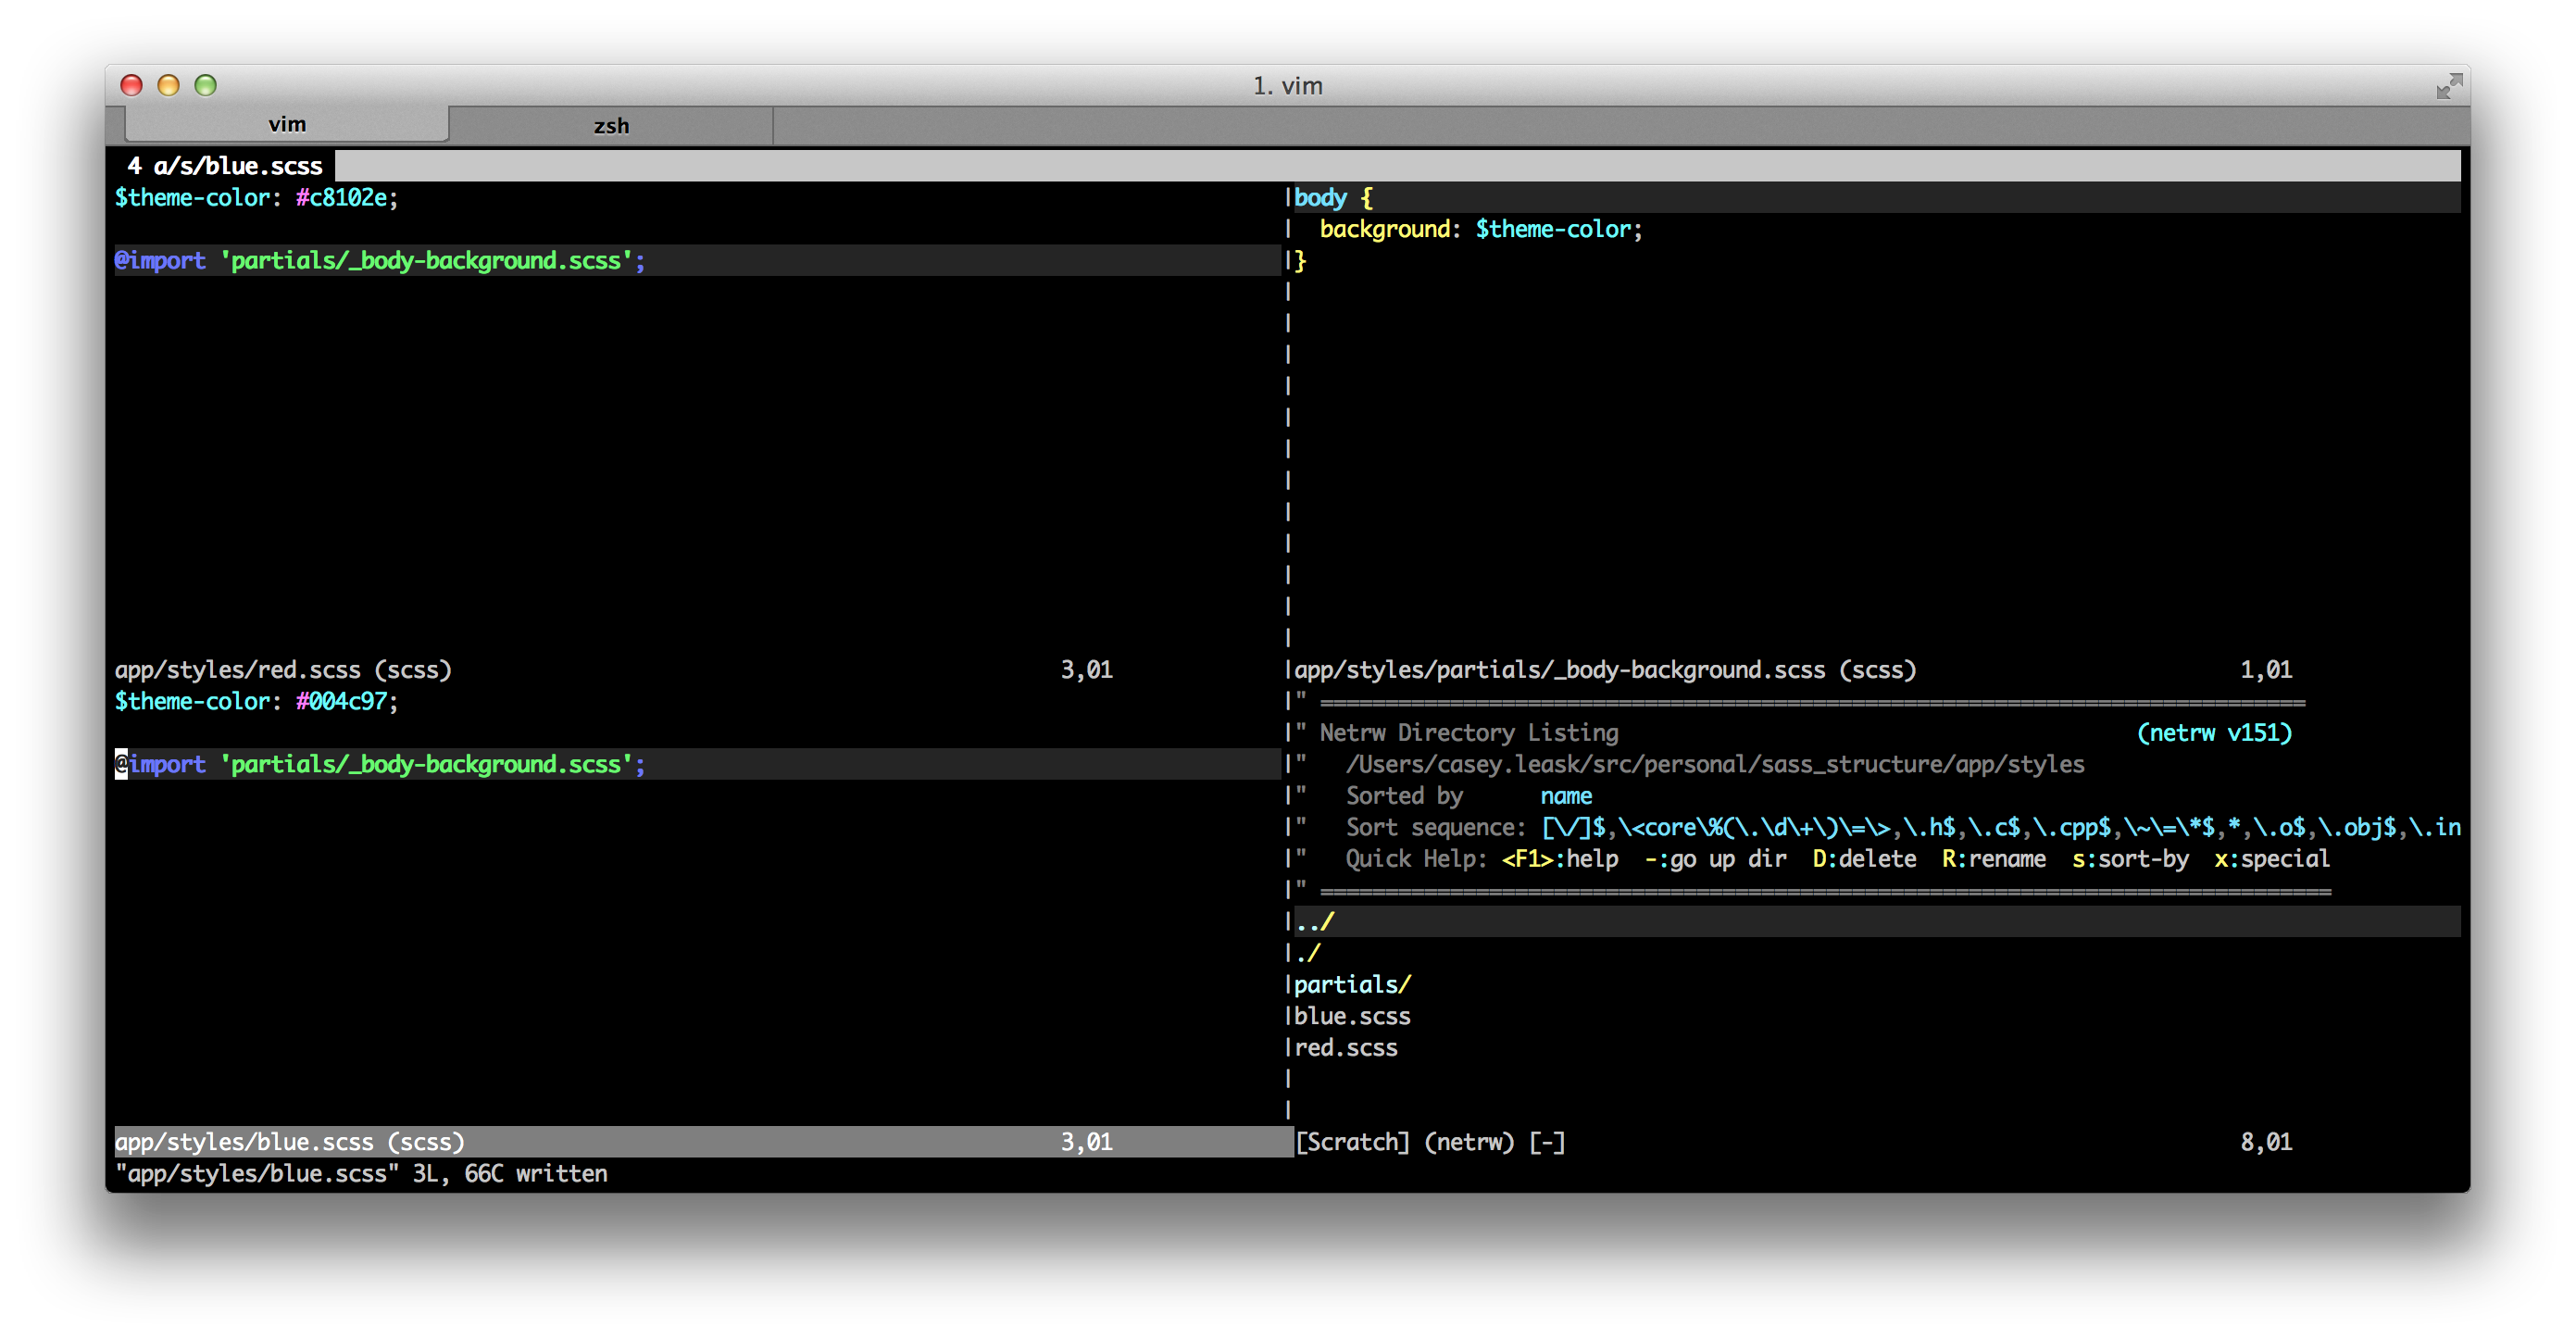 1. vim
vim
zsh
4 a/s/blue.scss
$theme-color: #c8102e;
@import 'partials/_body-background.scss';
app/styles/red.scss (scss) 3,01
body {
background: $theme-color;
}
app/styles/partials/_body-background.scss (scss) 1,01
$theme-color: #004c97;
@import 'partials/_body-background.scss';
app/styles/blue.scss (scss) 3,01
" ============================================================================
" Netrw Directory Listing (netrw v151)
" /Users/casey.leask/src/personal/sass_structure/app/styles
" Sorted by name
" Sort sequence: [\/]$,\<core\%(\.\d\+\)\=\>,\.h$,\.c$,\.cpp$,\~\=\*$,*,\.o$,\.obj$,\.in
" Quick Help: <F1>:help -:go up dir D:delete R:rename s:sort-by x:special
" ==============================================================================
../
./
partials/
blue.scss
red.scss
[Scratch] (netrw) [-] 8,01
"app/styles/blue.scss" 3L, 66C written